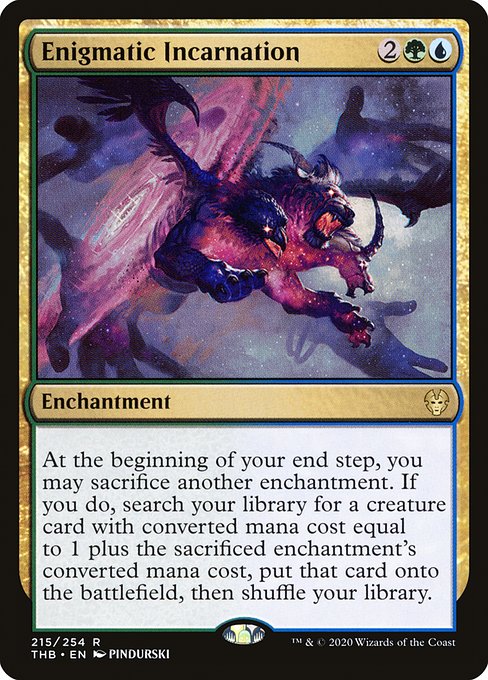 Enigmatic Incarnation 2
Enchantment
At the beginning of your end step, you
may sacrifice another enchantment. If
you do, search your library for a creature
card with converted mana cost equal
to 1 plus the sacrificed enchantment's
converted mana cost, put that card onto
the battlefield, then shuffle your library.
215/254 R
THB • EN PINDURSKI
™ & © 2020 Wizards of the Coast